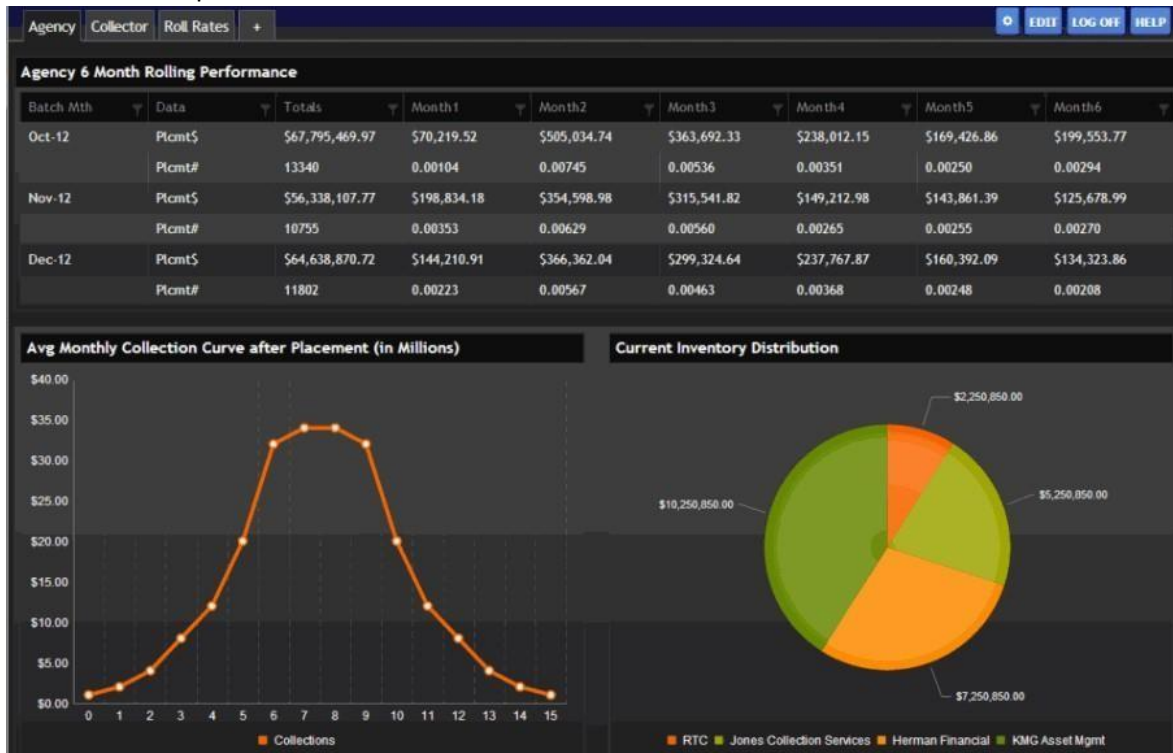 Agency Collector Roll Rates + EDIT LOG OFF HELP
Agency 6 Month Rolling Performance
Batch Mth Data Totals Month1 Month2 Month3 Month4 Month5 Month6
Oct-12 Plcmt$ $67,795,469.97 $70,219.52 $505,034.74 $363,692.33 $238,012.15 $169,426.86 $199,553.77
Plcmt# 13340 0.00104 0.00745 0.00536 0.00351 0.00250 0.00294
Nov-12 Plcmt$ $56,338,107.77 $198,834.18 $354,598.98 $315,541.82 $149,212.98 $143,861.39 $125,678.99
Plcmt# 10755 0.00353 0.00629 0.00560 0.00265 0.00255 0.00270
Dec-12 Plcmt$ $64,638,870.72 $144,210.91 $366,362.04 $299,324.64 $237,767.87 $160,392.09 $134,323.86
Plcmt# 11802 0.00223 0.00567 0.00463 0.00368 0.00248 0.00208
Avg Monthly Collection Curve after Placement (in Millions)
$40.00
$35.00
$30.00
$25.00
$20.00
$15.00
$10.00
$5.00
$0.00
0 1 2 3 4 5 6 7 8 9 10 11 12 13 14 15
Collections
Current Inventory Distribution
$2,250,850.00
$5,250,850.00
$10,250,850.00
$7,250,850.00
RTC Jones Collection Services Herman Financial KMG Asset Mgmt